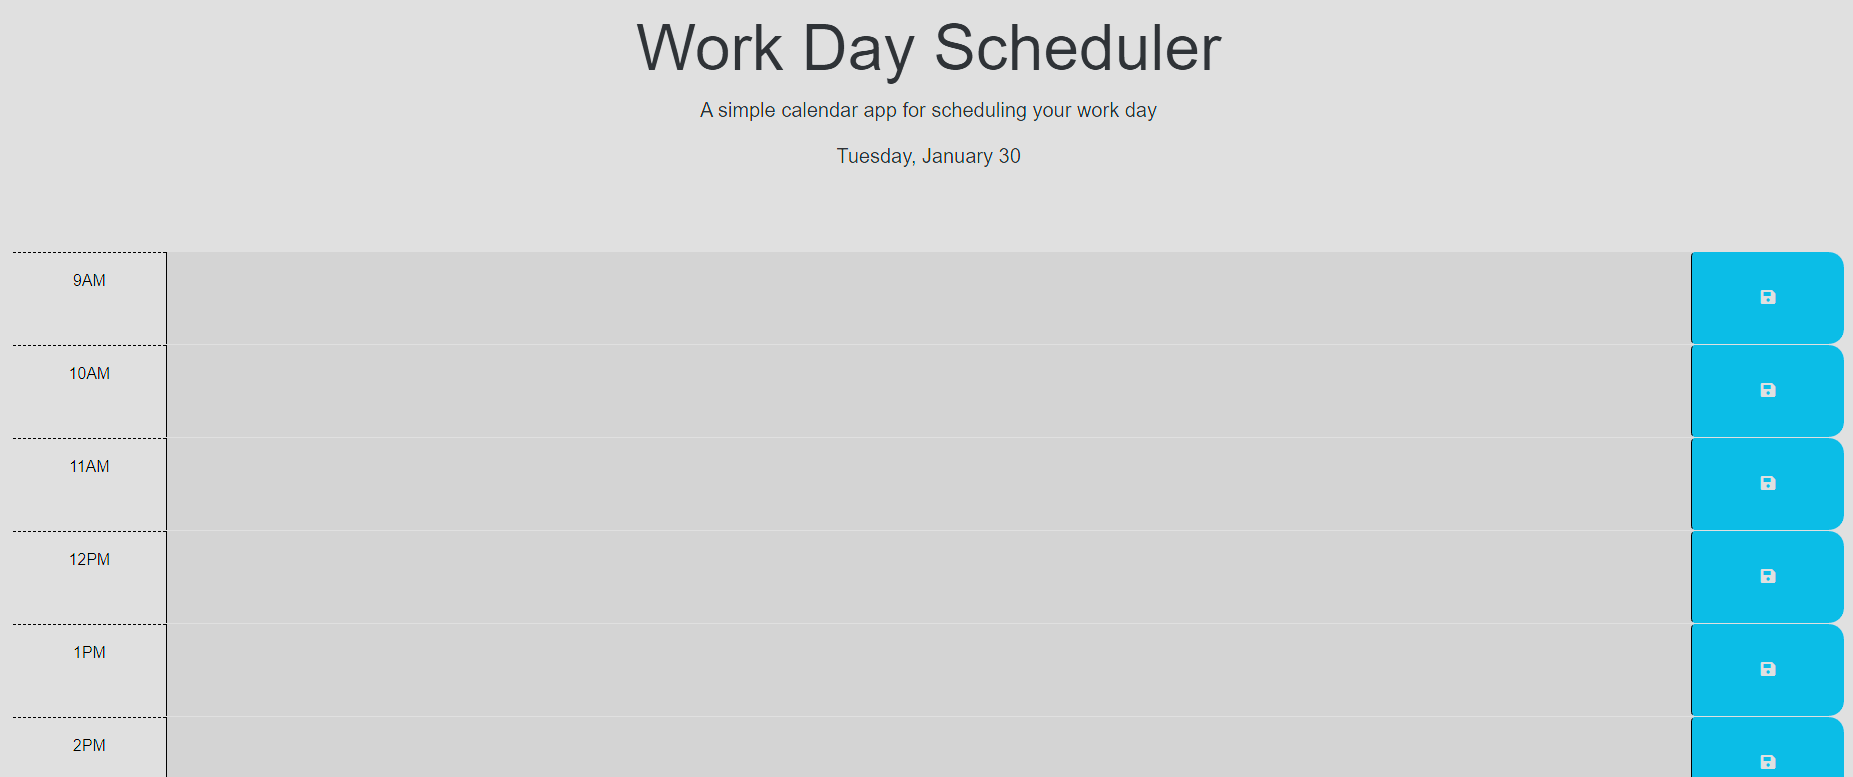 Work Day Scheduler
A simple calendar app for scheduling your work day
Tuesday, January 30
9AM
10AM
11AM
12PM
1PM
2PM